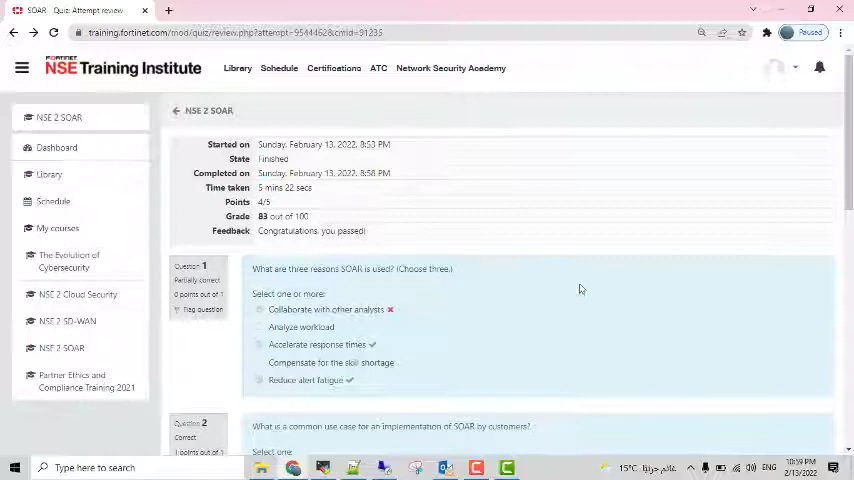 SOAR Quiz: Attempt review
training.fortinet.com/mod/quiz/review.php?attempt=9544462&cmid=91235
Paused
FORTINET
NSE Training Institute
Library Schedule Certifications ATC Network Security Academy
NSE 2 SOAR
Dashboard
Library
Schedule
My courses
The Evolution of
Cybersecurity
NSE 2 Cloud Security
NSE 2 SD-WAN
NSE 2 SOAR
Partner Ethics and
Compliance Training 2021
NSE 2 SOAR
Started on Sunday, February 13, 2022, 8:53 PM
State Finished
Completed on Sunday, February 13, 2022, 8:58 PM
Time taken 5 mins 22 secs
Points 4/5
Grade 83 out of 100
Feedback Congratulations, you passed!
Question 1
Partially correct
0 points out of 1
Flag question
What are three reasons SOAR is used? (Choose three.)
Select one or more:
Collaborate with other analysts
Analyze workload
Accelerate response times
Compensate for the skill shortage
Reduce alert fatigue
Question 2
Correct
1 points out of 1
What is a common use case for an implementation of SOAR by customers?
Select one:
Type here to search
15°C غائم جزئيًا
ENG
10:59 PM
2/13/2022